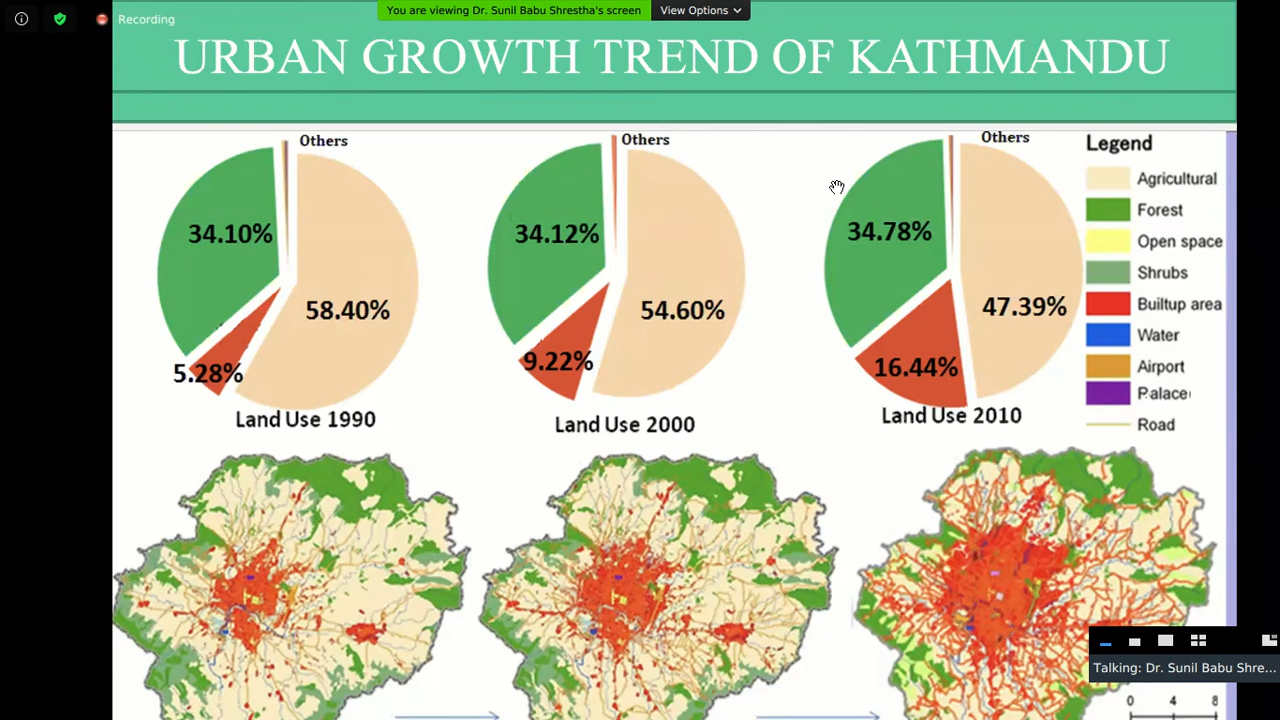 You are viewing Dr. Sunil Babu Shrestha's screen
View Options
Recording
URBAN GROWTH TREND OF KATHMANDU
Others
34.10%
58.40%
5.28%
Land Use 1990
Others
34.12%
54.60%
9.22%
Land Use 2000
Others
34.78%
47.39%
16.44%
Land Use 2010
Legend
Agricultural
Forest
Open space
Shrubs
Builtup area
Water
Airport
Palace
Road
Talking: Dr. Sunil Babu Shre...
0 4 8